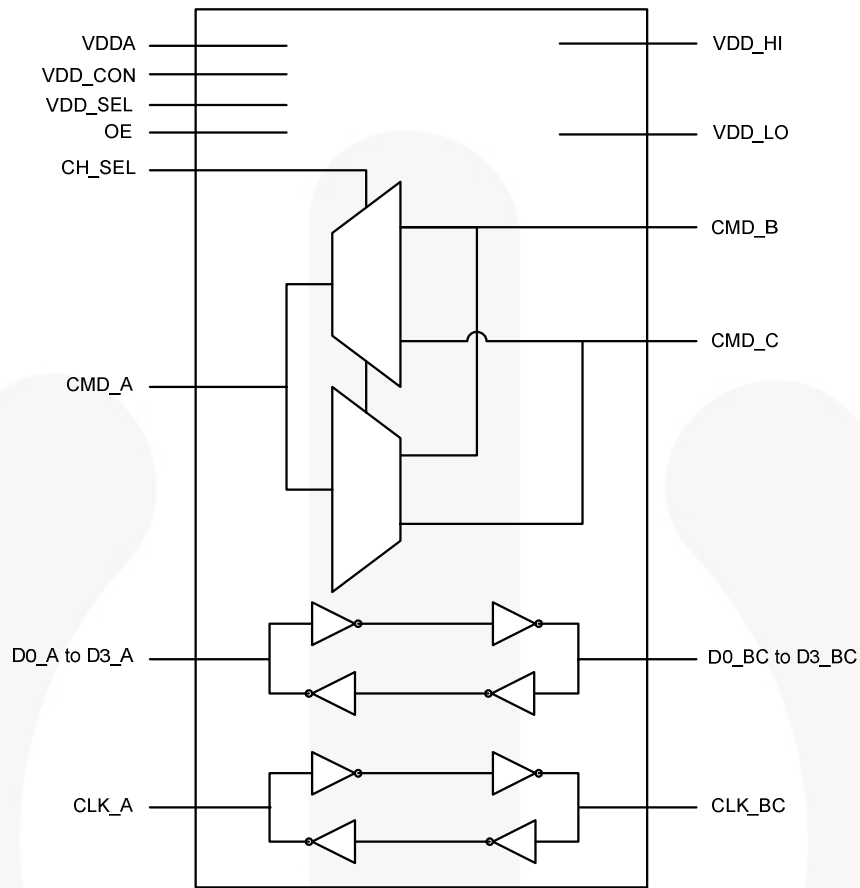 VDDA
VDD_CON
VDD_SEL
OE
CH_SEL
CMD_A
D0_A to D3_A
CLK_A
VDD_HI
VDD_LO
CMD_B
CMD_C
D0_BC to D3_BC
CLK_BC